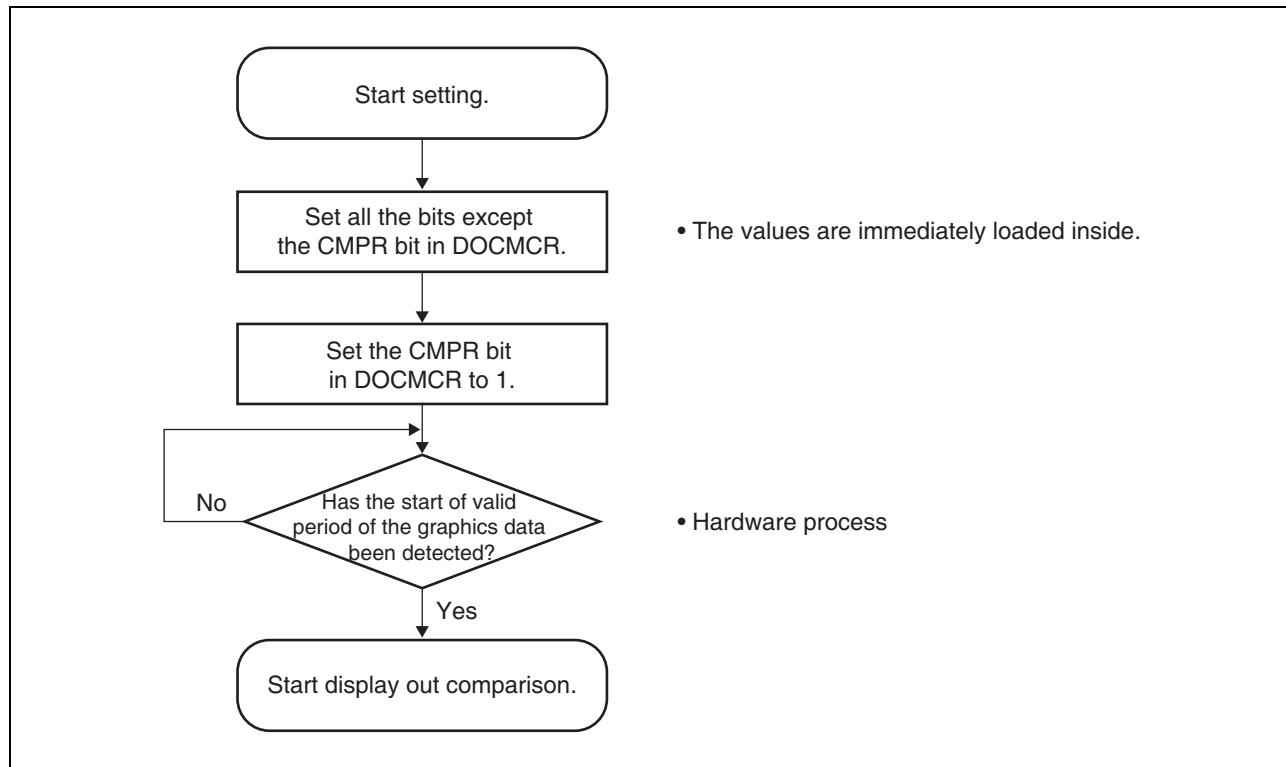 Start setting.
Set all the bits except
the CMPR bit in DOCMCR.
• The values are immediately loaded inside.
Set the CMPR bit
in DOCMCR to 1.
No
Has the start of valid
period of the graphics data
been detected?
• Hardware process
Yes
Start display out comparison.